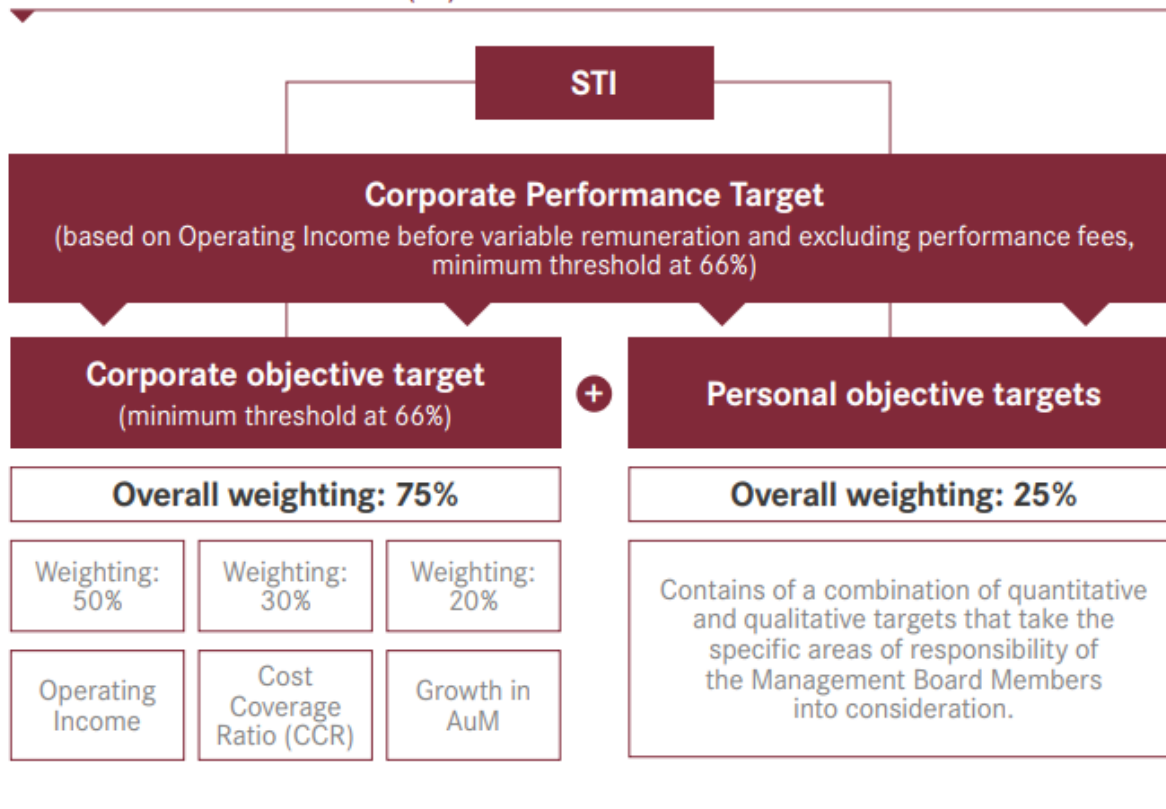 STI
Corporate Performance Target
(based on Operating Income before variable remuneration and excluding performance fees,
minimum threshold at 66%)
Corporate objective target
(minimum threshold at 66%)
+
Personal objective targets
Overall weighting: 75%
Overall weighting: 25%
Weighting:
50%
Weighting:
30%
Weighting:
20%
Operating
Income
Cost
Coverage
Ratio (CCR)
Growth in
AuM
Contains of a combination of quantitative
and qualitative targets that take the
specific areas of responsibility of
the Management Board Members
into consideration.